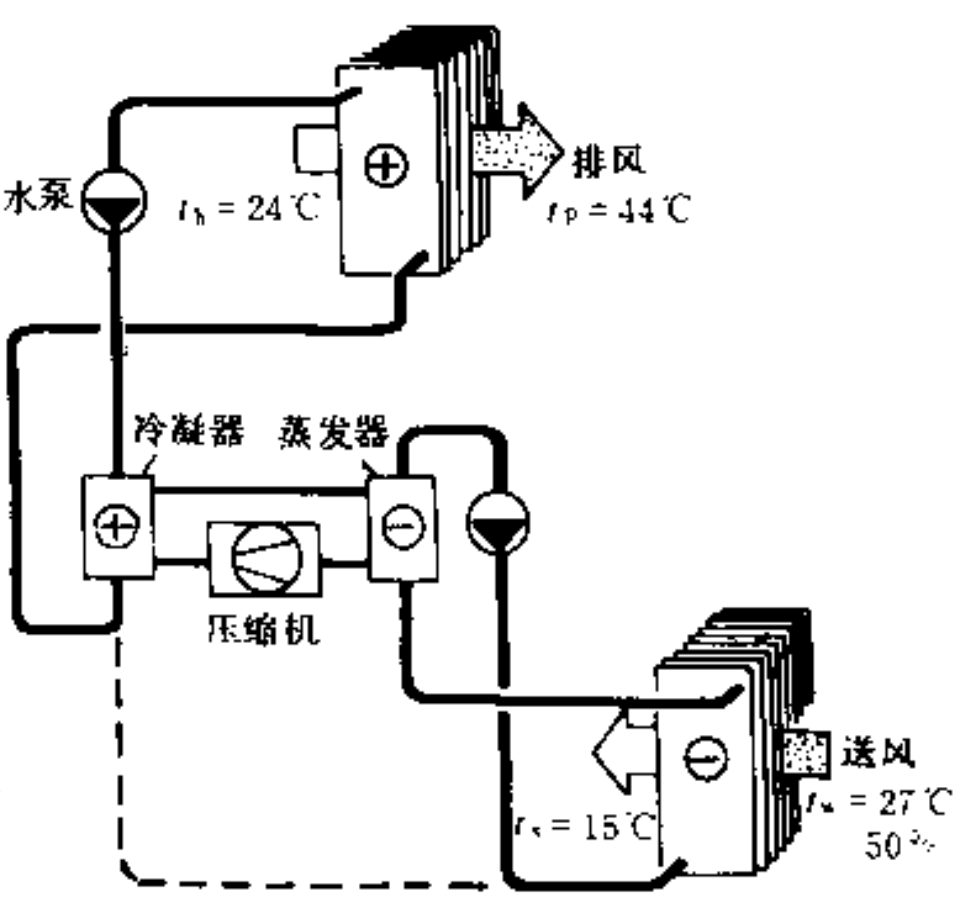 水泵
排风
t_h = 24℃
t_p = 44℃
冷凝器
蒸发器
压缩机
送风
t_s = 15℃
t_w = 27℃
50%